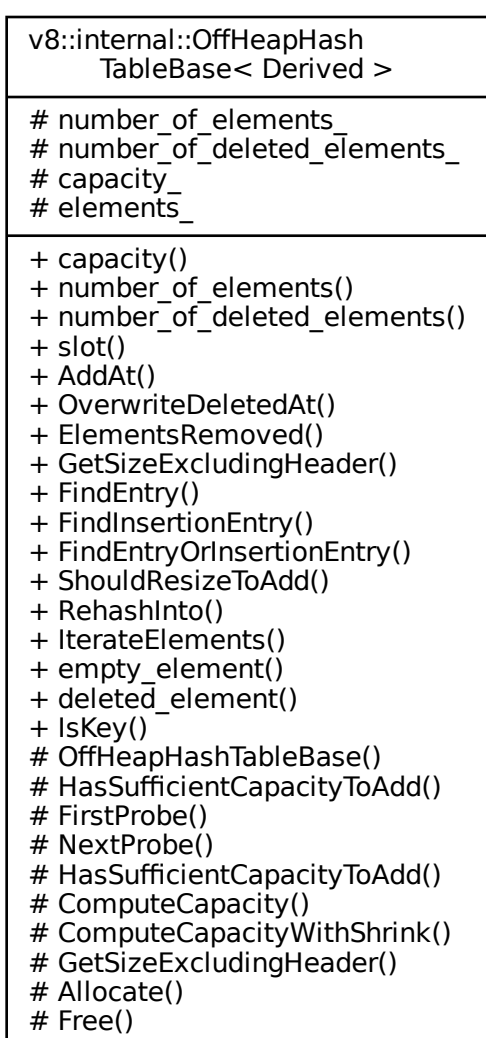 v8::internal::OffHeapHash
TableBase< Derived >
# number_of_elements_
# number_of_deleted_elements_
# capacity_
# elements_
+ capacity()
+ number_of_elements()
+ number_of_deleted_elements()
+ slot()
+ AddAt()
+ OverwriteDeletedAt()
+ ElementsRemoved()
+ GetSizeExcludingHeader()
+ FindEntry()
+ FindInsertionEntry()
+ FindEntryOrInsertionEntry()
+ ShouldResizeToAdd()
+ RehashInto()
+ IterateElements()
+ empty_element()
+ deleted_element()
+ IsKey()
# OffHeapHashTableBase()
# HasSufficientCapacityToAdd()
# FirstProbe()
# NextProbe()
# HasSufficientCapacityToAdd()
# ComputeCapacity()
# ComputeCapacityWithShrink()
# GetSizeExcludingHeader()
# Allocate()
# Free()